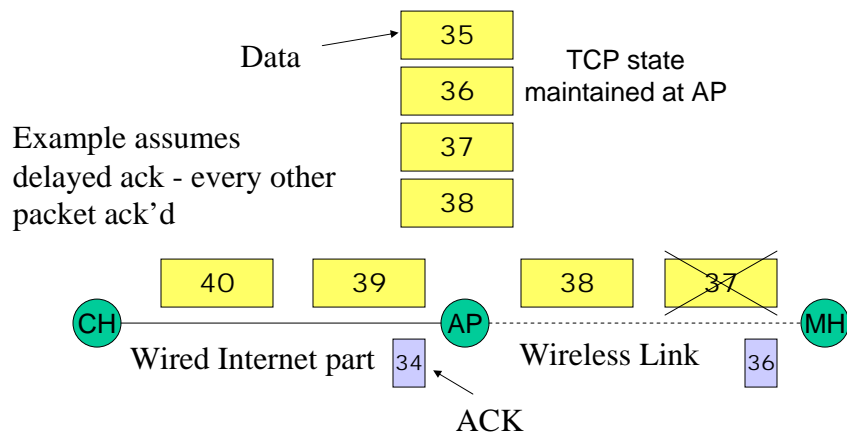 35
Data
TCP state
maintained at AP
36
37
38
Example assumes
delayed ack - every other
packet ack’d
40
39
38
37
CH
AP
MH
Wired Internet part
34
Wireless Link
36
ACK